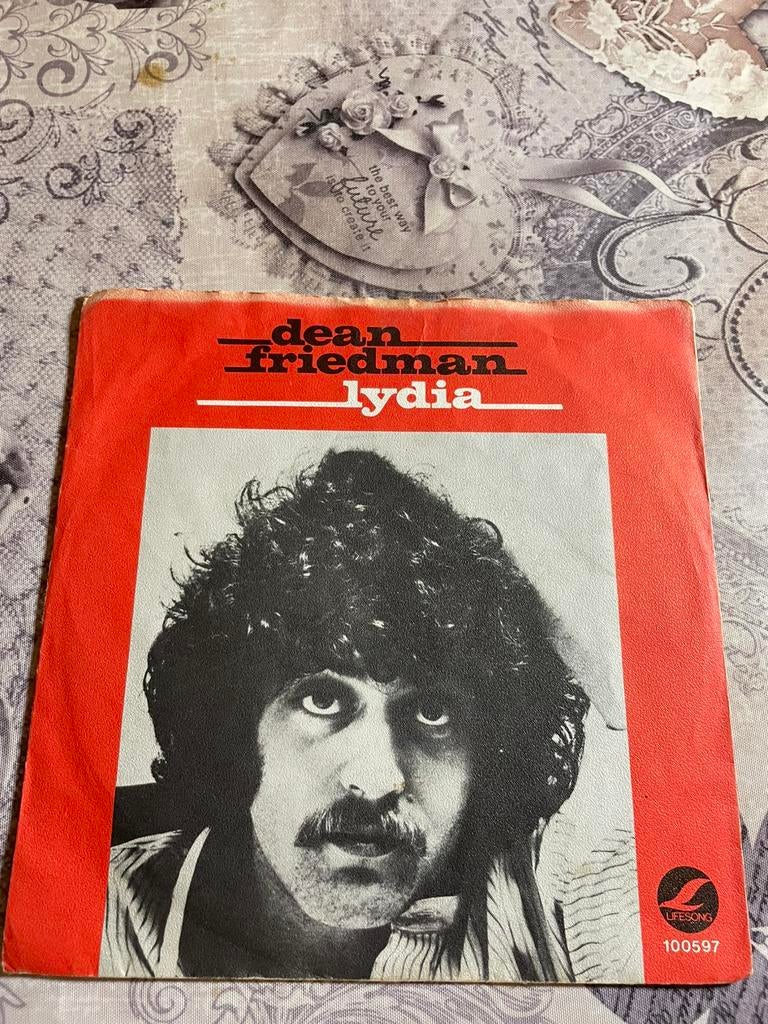 the best way
to your
future
is to create it
dean
friedman
lydia
LIFESONG
100597